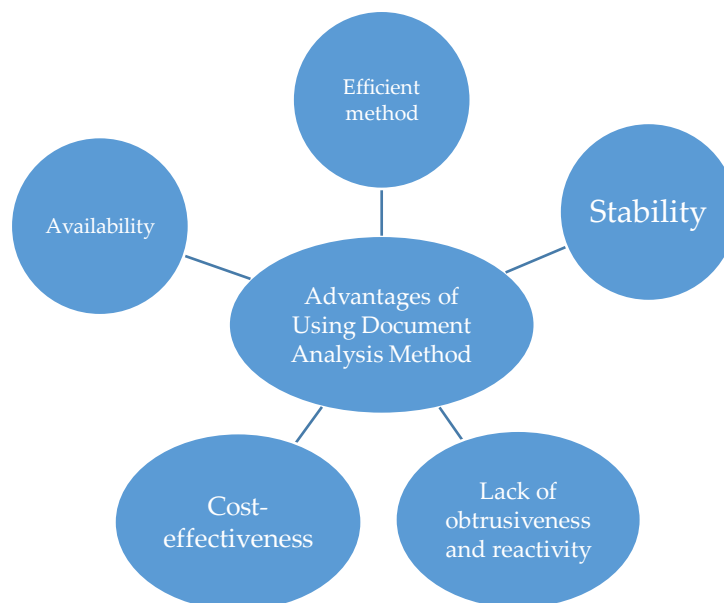 Efficient
method
Stability
Availability
Advantages of
Using Document
Analysis Method
Cost-
effectiveness
Lack of
obtrusiveness
and reactivity